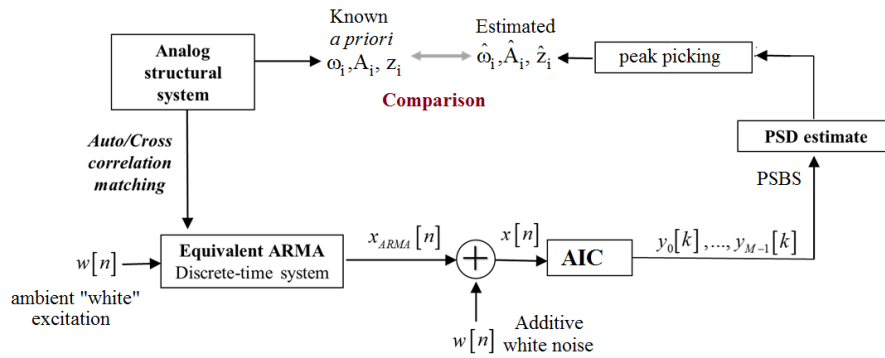 Known
a priori
ωi, Ai, zi
Estimated
ω̂i, Âi, ẑi
peak picking
Analog
structural
system
Comparison
PSD estimate
Auto/Cross
correlation
matching
PSBS
w[n]
ambient "white"
excitation
Equivalent ARMA
Discrete-time system
xARMA[n]
x[n]
AIC
y0[k],..., yM−1[k]
w[n]
Additive
white noise